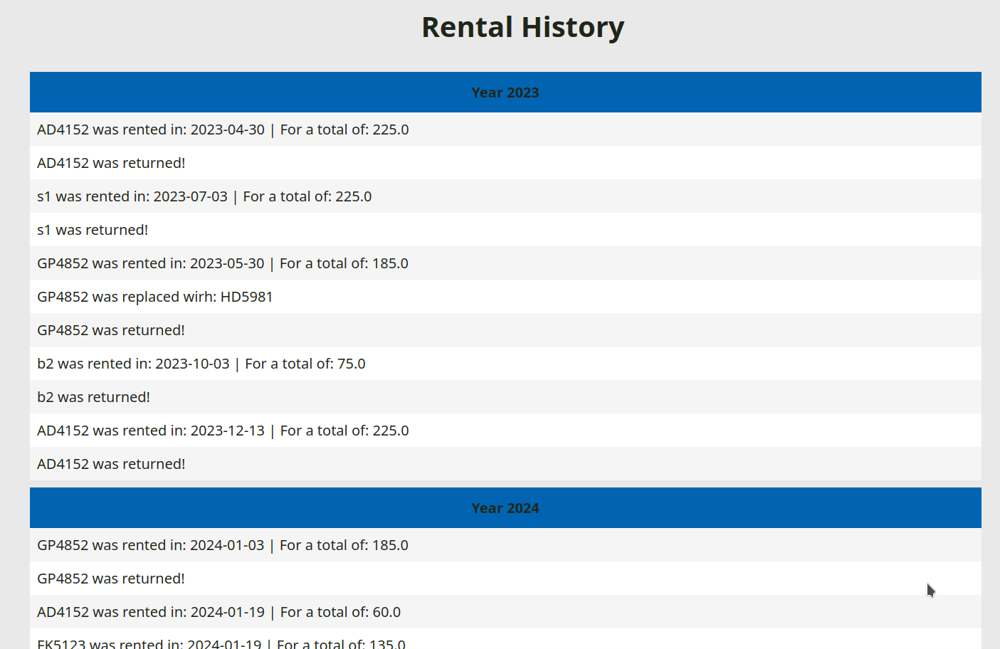 Rental History
Year 2023
AD4152 was rented in: 2023-04-30 | For a total of: 225.0
AD4152 was returned!
s1 was rented in: 2023-07-03 | For a total of: 225.0
s1 was returned!
GP4852 was rented in: 2023-05-30 | For a total of: 185.0
GP4852 was replaced wirh: HD5981
GP4852 was returned!
b2 was rented in: 2023-10-03 | For a total of: 75.0
b2 was returned!
AD4152 was rented in: 2023-12-13 | For a total of: 225.0
AD4152 was returned!
Year 2024
GP4852 was rented in: 2024-01-03 | For a total of: 185.0
GP4852 was returned!
AD4152 was rented in: 2024-01-19 | For a total of: 60.0
FK5123 was rented in: 2024-01-19 | For a total of: 135.0